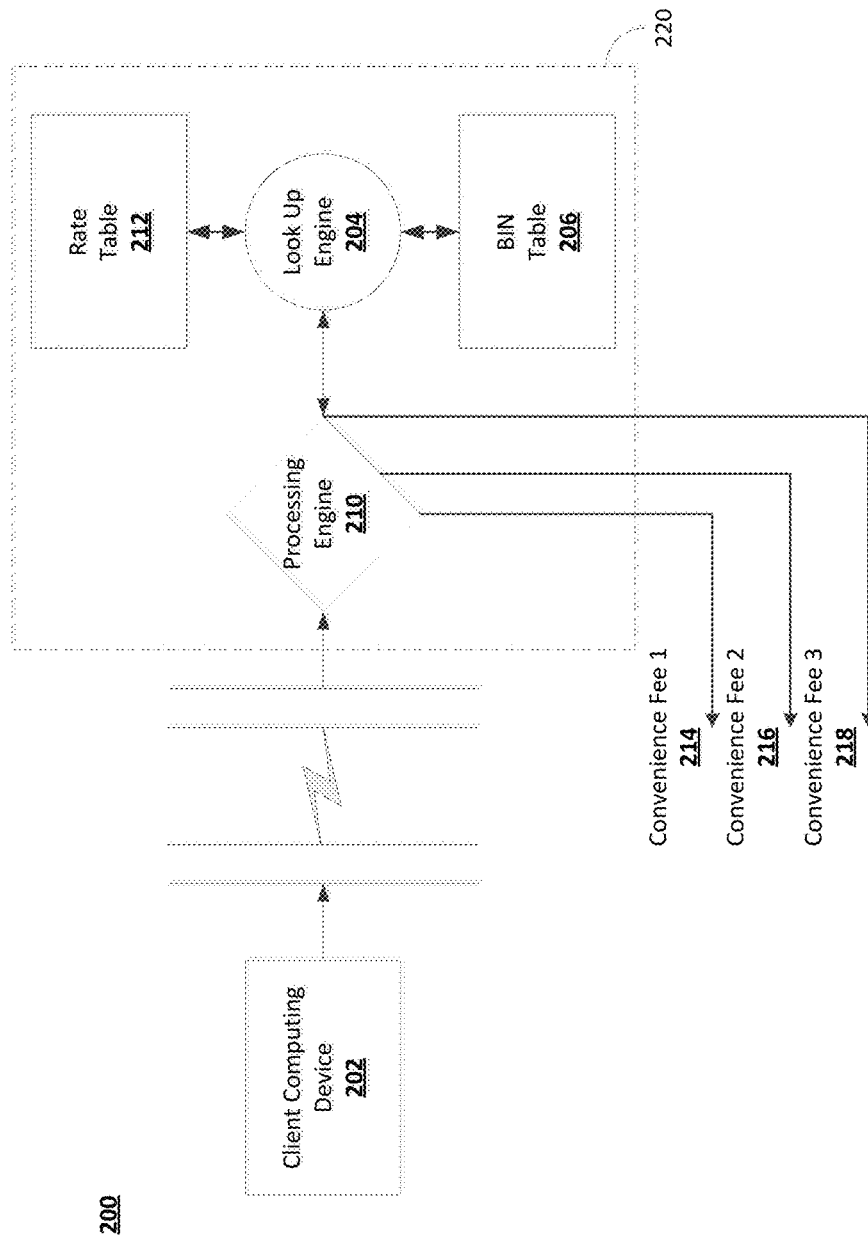 200
Client Computing
Device
202
Processing
Engine
210
Rate
Table
212
Look Up
Engine
204
BIN
Table
206
220
Convenience Fee 1
214
Convenience Fee 2
216
Convenience Fee 3
218